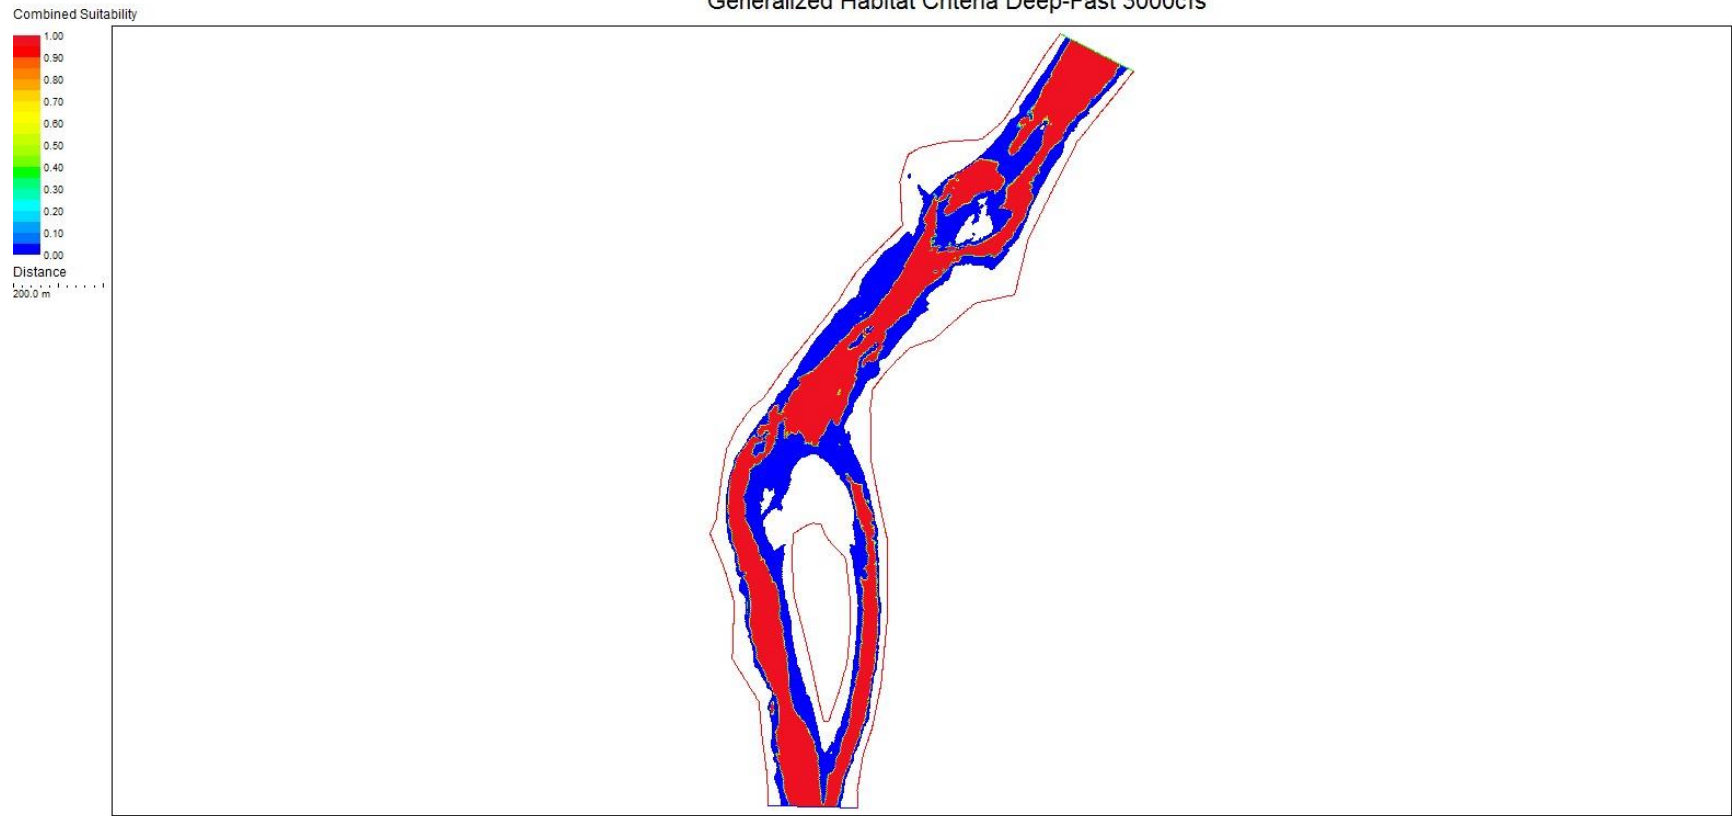 Generalized Habitat Criteria Deep-Fast 3000cfs
Combined Suitability
1.00
0.90
0.80
0.70
0.60
0.50
0.40
0.30
0.20
0.10
0.00
Distance
200.0 m